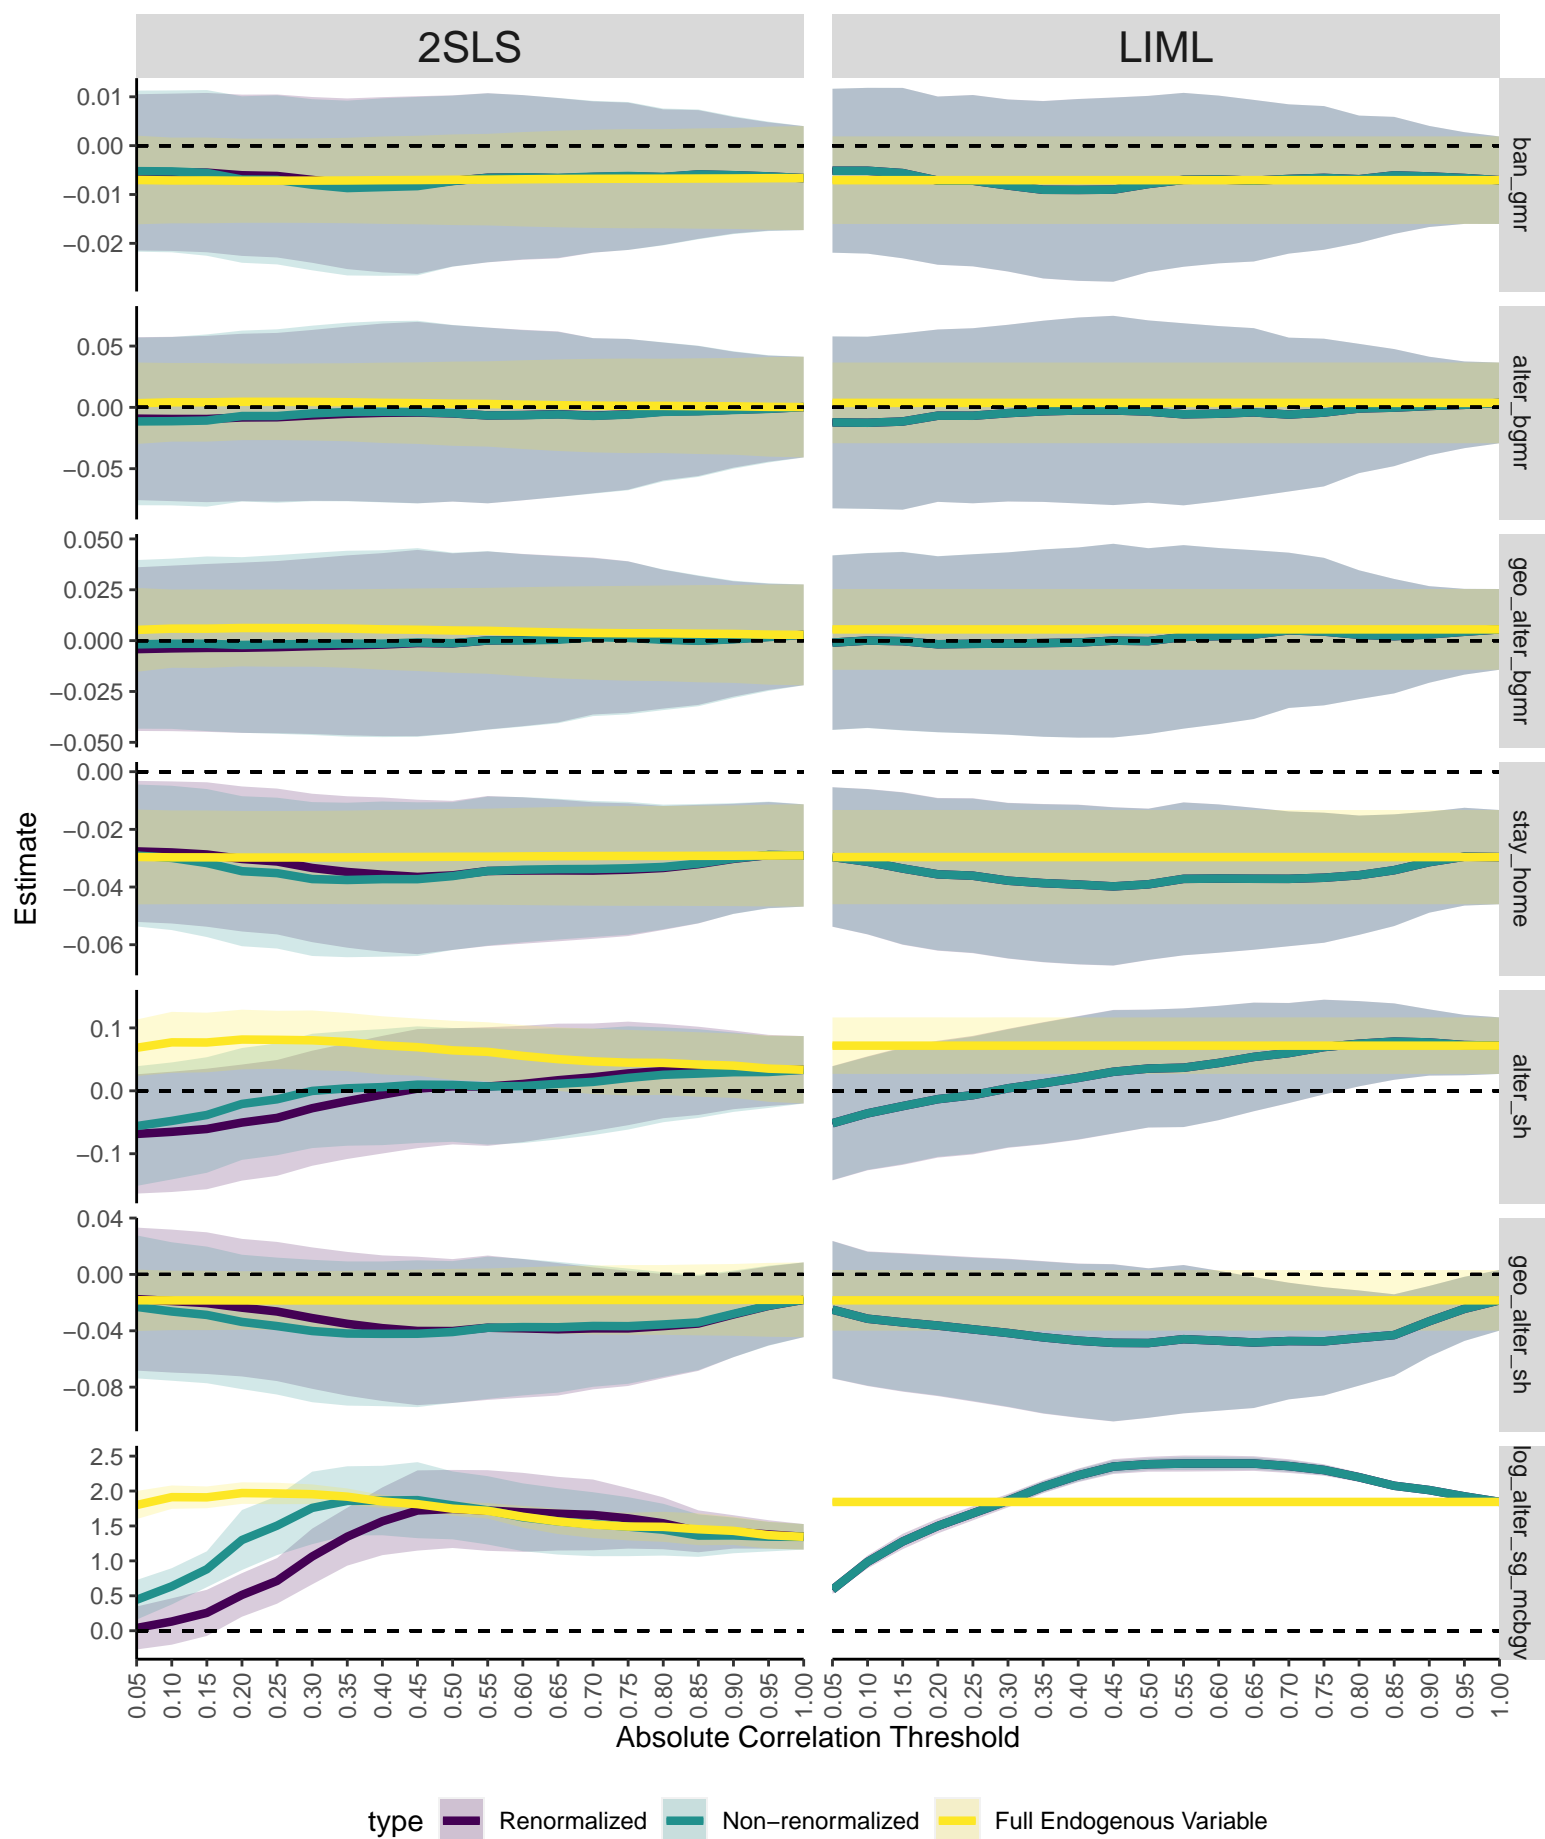 2SLS
LIML
Estimate
0.01
0.00
−0.01
−0.02
ban_gmr
0.05
0.00
−0.05
alter_bgmr
0.050
0.025
0.000
−0.025
−0.050
geo_alter_bgmr
0.00
−0.02
−0.04
−0.06
stay_home
0.1
0.0
−0.1
alter_sh
0.04
0.00
−0.04
−0.08
geo_alter_sh
2.5
2.0
1.5
1.0
0.5
0.0
log_alter_sg_mcbgv
0.05 0.10 0.15 0.20 0.25 0.30 0.35 0.40 0.45 0.50 0.55 0.60 0.65 0.70 0.75 0.80 0.85 0.90 0.95 1.00
0.05 0.10 0.15 0.20 0.25 0.30 0.35 0.40 0.45 0.50 0.55 0.60 0.65 0.70 0.75 0.80 0.85 0.90 0.95 1.00
Absolute Correlation Threshold
type Renormalized Non−renormalized Full Endogenous Variable